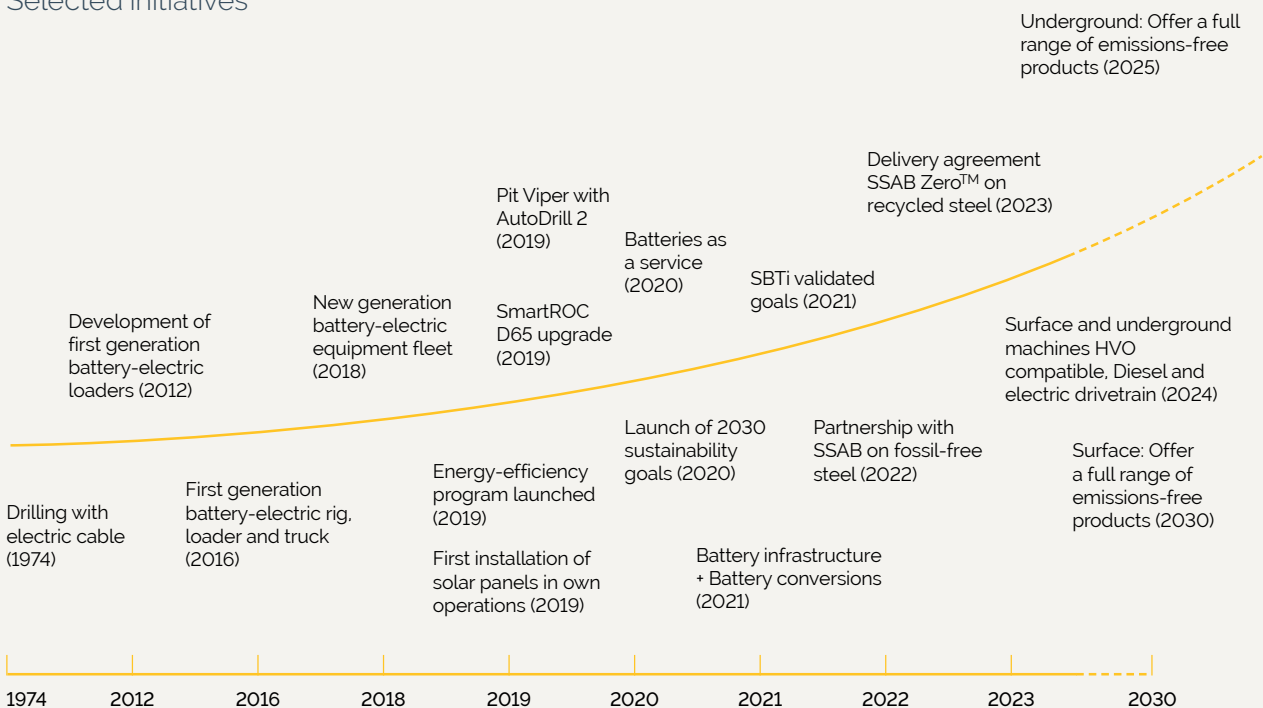 Selected initiatives
Underground: Offer a full
range of emissions-free
products (2025)
Delivery agreement
SSAB Zero™ on
recycled steel (2023)
Pit Viper with
AutoDrill 2
(2019)
Batteries as
a service
(2020)
SBTi validated
goals (2021)
New generation
battery-electric
equipment fleet
(2018)
SmartROC
D65 upgrade
(2019)
Development of
first generation
battery-electric
loaders (2012)
Surface and underground
machines HVO
compatible, Diesel and
electric drivetrain (2024)
Launch of 2030
sustainability
goals (2020)
Partnership with
SSAB on fossil-free
steel (2022)
Surface: Offer
a full range of
emissions-free
products (2030)
Energy-efficiency
program launched
(2019)
First generation
battery-electric rig,
loader and truck
(2016)
Drilling with
electric cable
(1974)
First installation of
solar panels in own
operations (2019)
Battery infrastructure
+ Battery conversions
(2021)
1974 2012 2016 2018 2019 2020 2021 2022 2023 2030